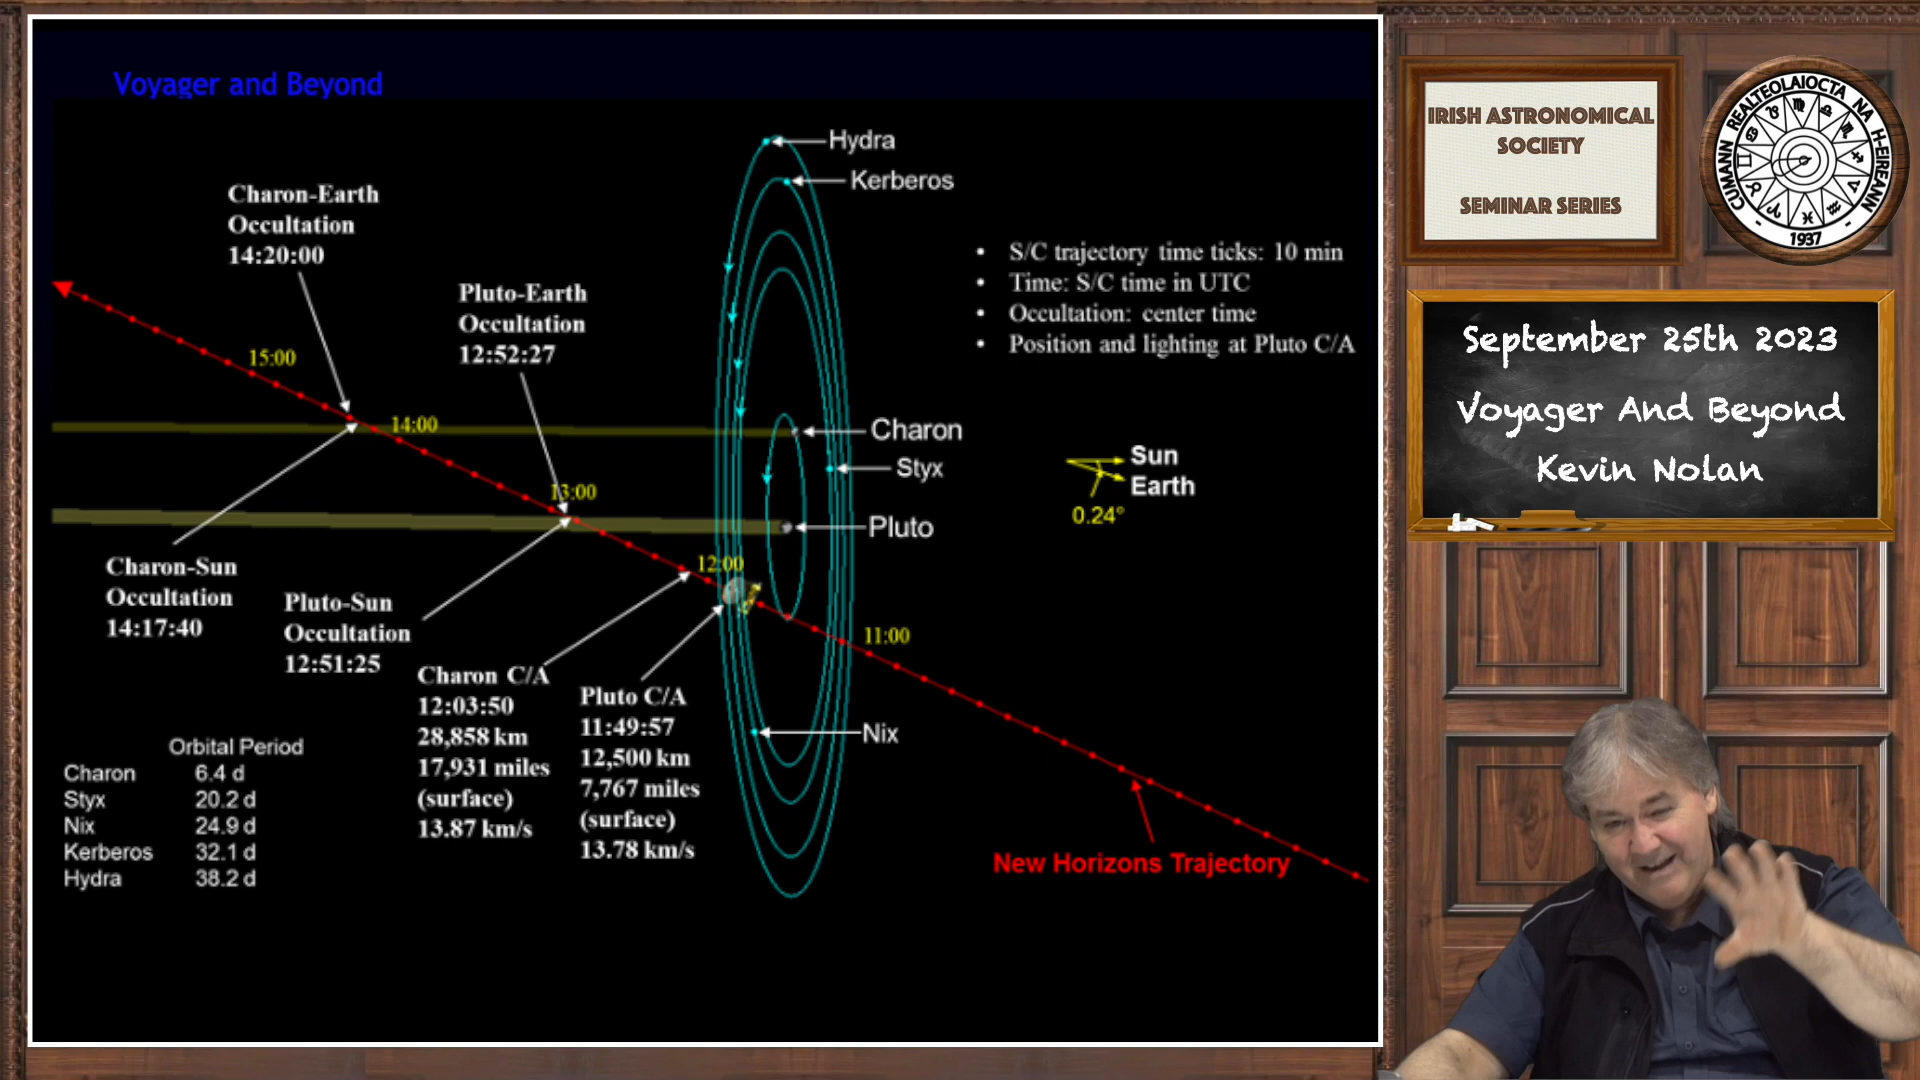 Voyager and Beyond
Hydra
Kerberos
Charon-Earth
Occultation
14:20:00
Pluto-Earth
Occultation
12:52:27
• S/C trajectory time ticks: 10 min
• Time: S/C time in UTC
• Occultation: center time
• Position and lighting at Pluto C/A
15:00
14:00
13:00
12:00
11:00
Charon
Styx
Pluto
Nix
Sun
Earth
0.24°
Charon-Sun
Occultation
14:17:40
Pluto-Sun
Occultation
12:51:25
Charon C/A
12:03:50
28,858 km
17,931 miles
(surface)
13.87 km/s
Pluto C/A
11:49:57
12,500 km
7,767 miles
(surface)
13.78 km/s
New Horizons Trajectory
Orbital Period
Charon 6.4 d
Styx 20.2 d
Nix 24.9 d
Kerberos 32.1 d
Hydra 38.2 d
IRISH ASTRONOMICAL
SOCIETY
SEMINAR SERIES
CUMANN REALTEOLAIOCTA NA H-EIREANN
- 1937 -
September 25th 2023
Voyager And Beyond
Kevin Nolan